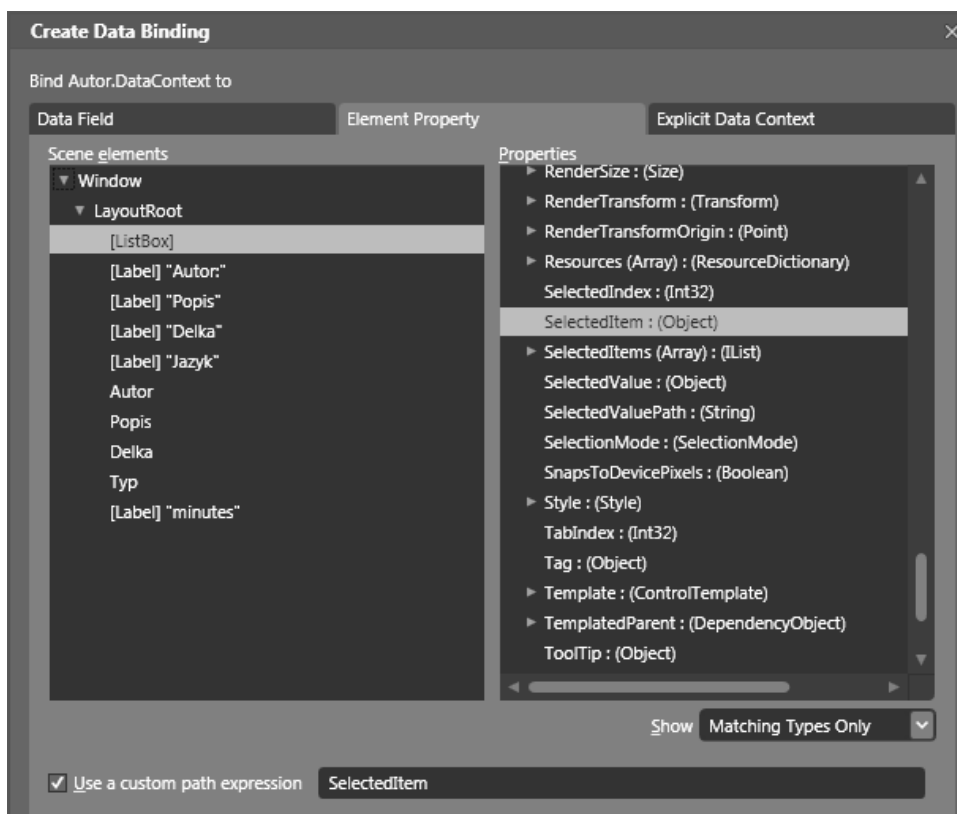 Create Data Binding
Bind Autor.DataContext to
Data Field
Element Property
Explicit Data Context
Scene elements
Window
LayoutRoot
[ListBox]
[Label] "Autor:"
[Label] "Popis"
[Label] "Delka"
[Label] "Jazyk"
Autor
Popis
Delka
Typ
[Label] "minutes"
Properties
RenderSize : (Size)
RenderTransform : (Transform)
RenderTransformOrigin : (Point)
Resources (Array) : (ResourceDictionary)
SelectedIndex : (Int32)
SelectedItem : (Object)
SelectedItems (Array) : (IList)
SelectedValue : (Object)
SelectedValuePath : (String)
SelectionMode : (SelectionMode)
SnapsToDevicePixels : (Boolean)
Style : (Style)
TabIndex : (Int32)
Tag : (Object)
Template : (ControlTemplate)
TemplatedParent : (DependencyObject)
ToolTip : (Object)
Show Matching Types Only
Use a custom path expression SelectedItem